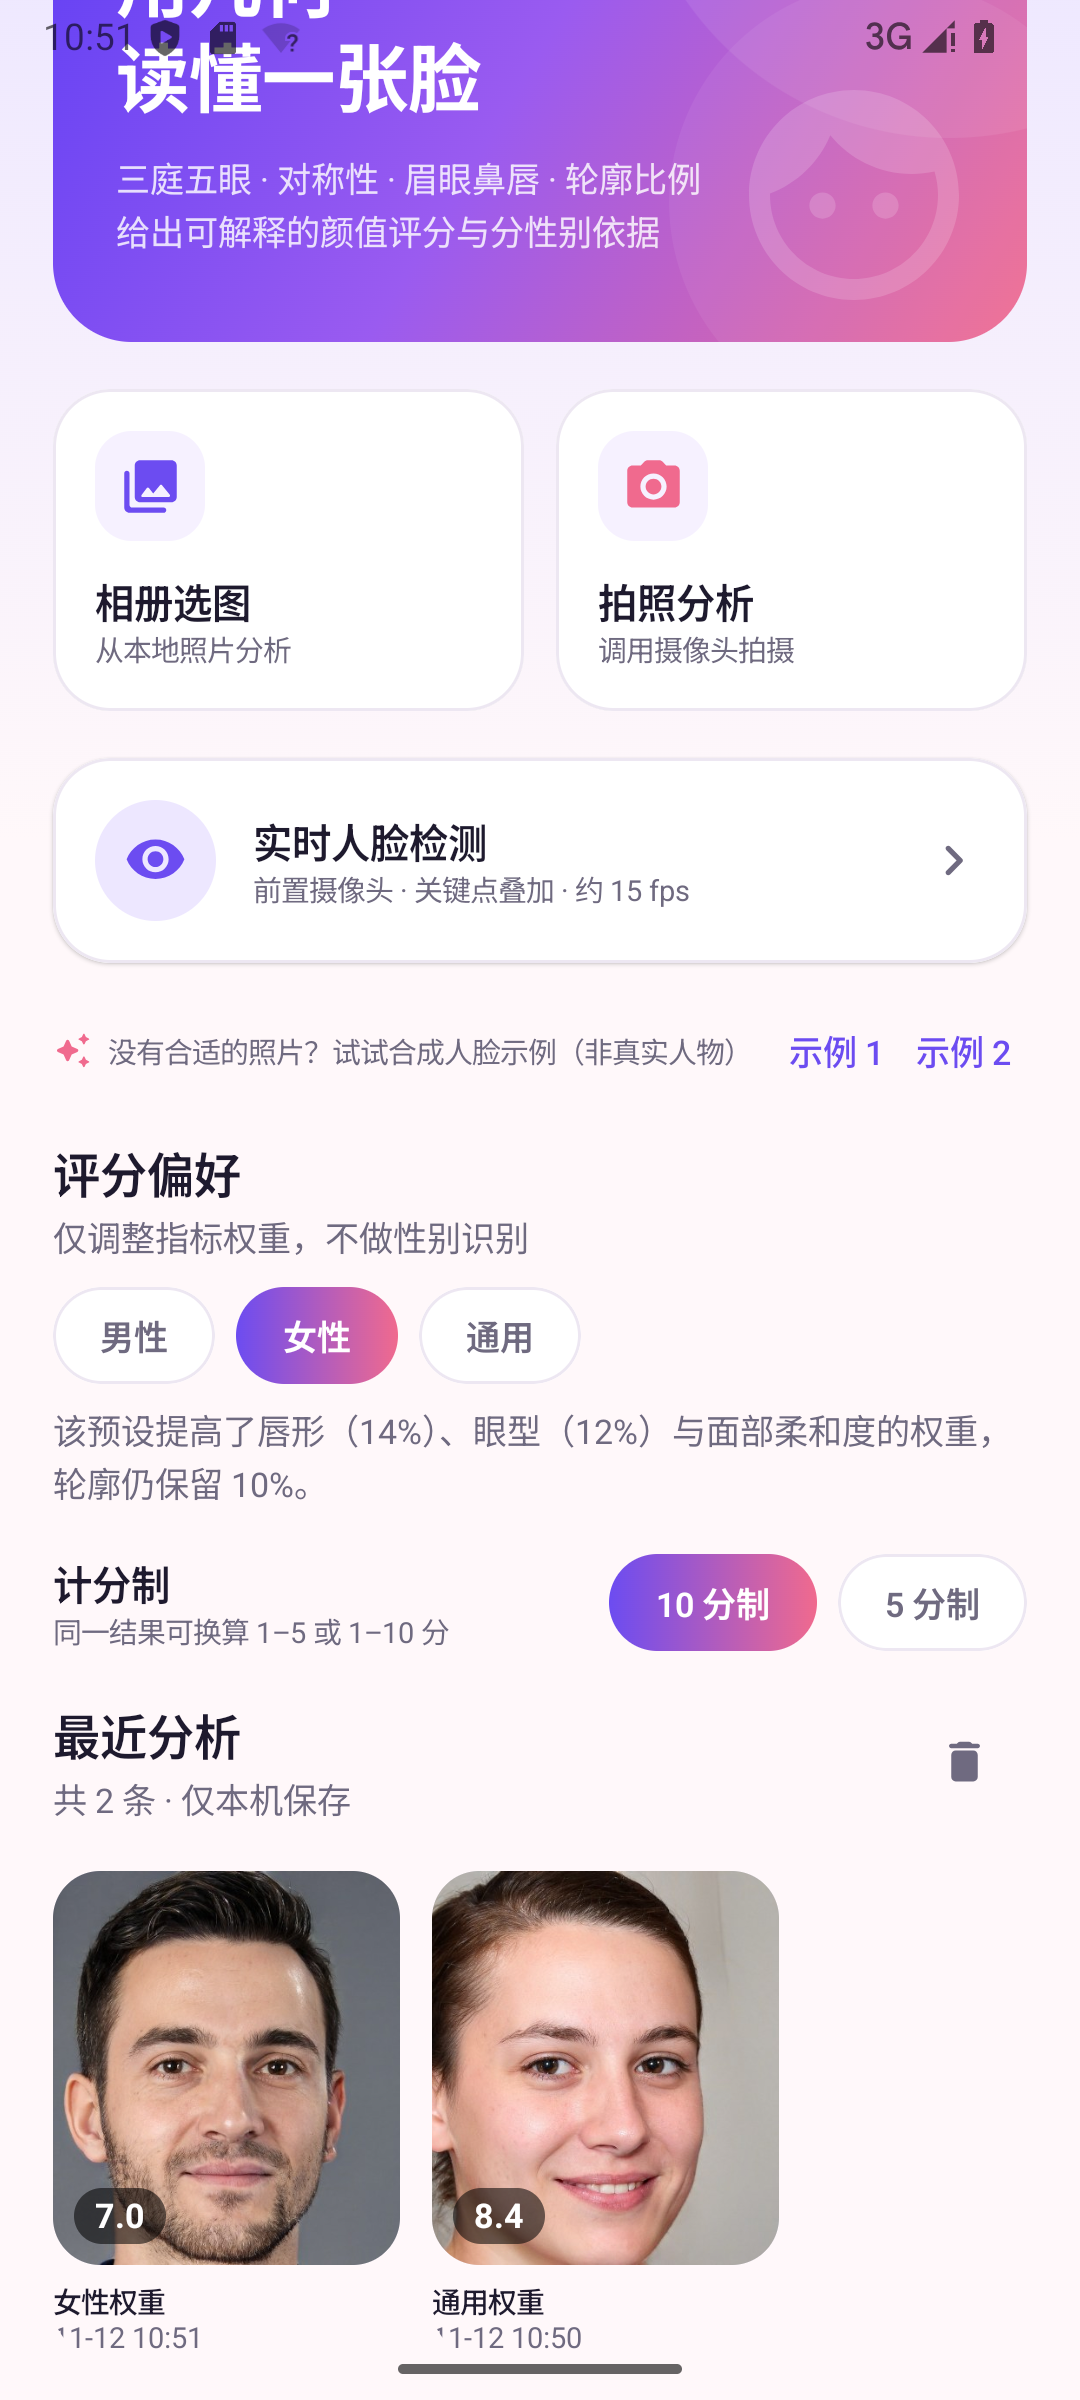 10:51
3G
读懂一张脸
三庭五眼 · 对称性 · 眉眼鼻唇 · 轮廓比例
给出可解释的颜值评分与分性别依据
相册选图
从本地照片分析
拍照分析
调用摄像头拍摄
实时人脸检测
前置摄像头 · 关键点叠加 · 约 15 fps
没有合适的照片？试试合成人脸示例（非真实人物）
示例 1
示例 2
评分偏好
仅调整指标权重，不做性别识别
男性
女性
通用
该预设提高了唇形（14%）、眼型（12%）与面部柔和度的权重，
轮廓仍保留 10%。
计分制
同一结果可换算 1–5 或 1–10 分
10 分制
5 分制
最近分析
共 2 条 · 仅本机保存
7.0
8.4
女性权重
11-12 10:51
通用权重
11-12 10:50